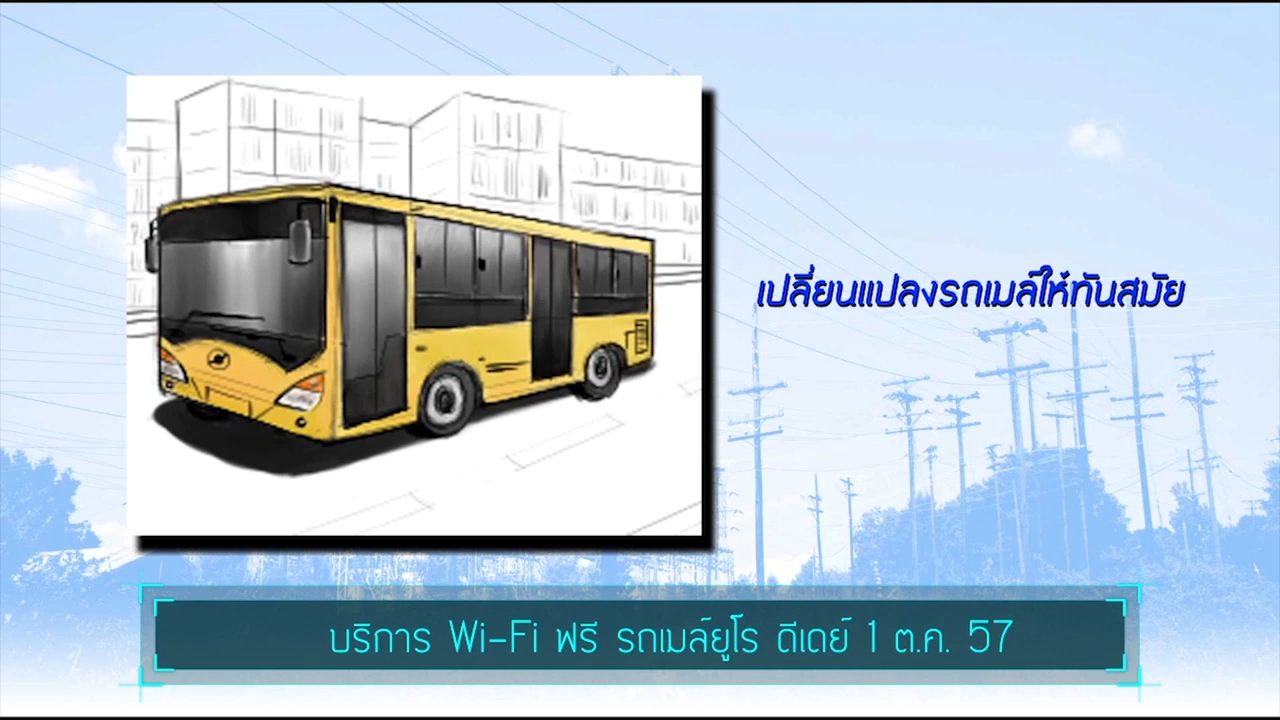 เปลี่ยนแปลงรถเมล์ให้ทันสมัย
บริการ Wi-Fi ฟรี รถเมล์ยูโร ดีเดย์ 1 ต.ค. 57